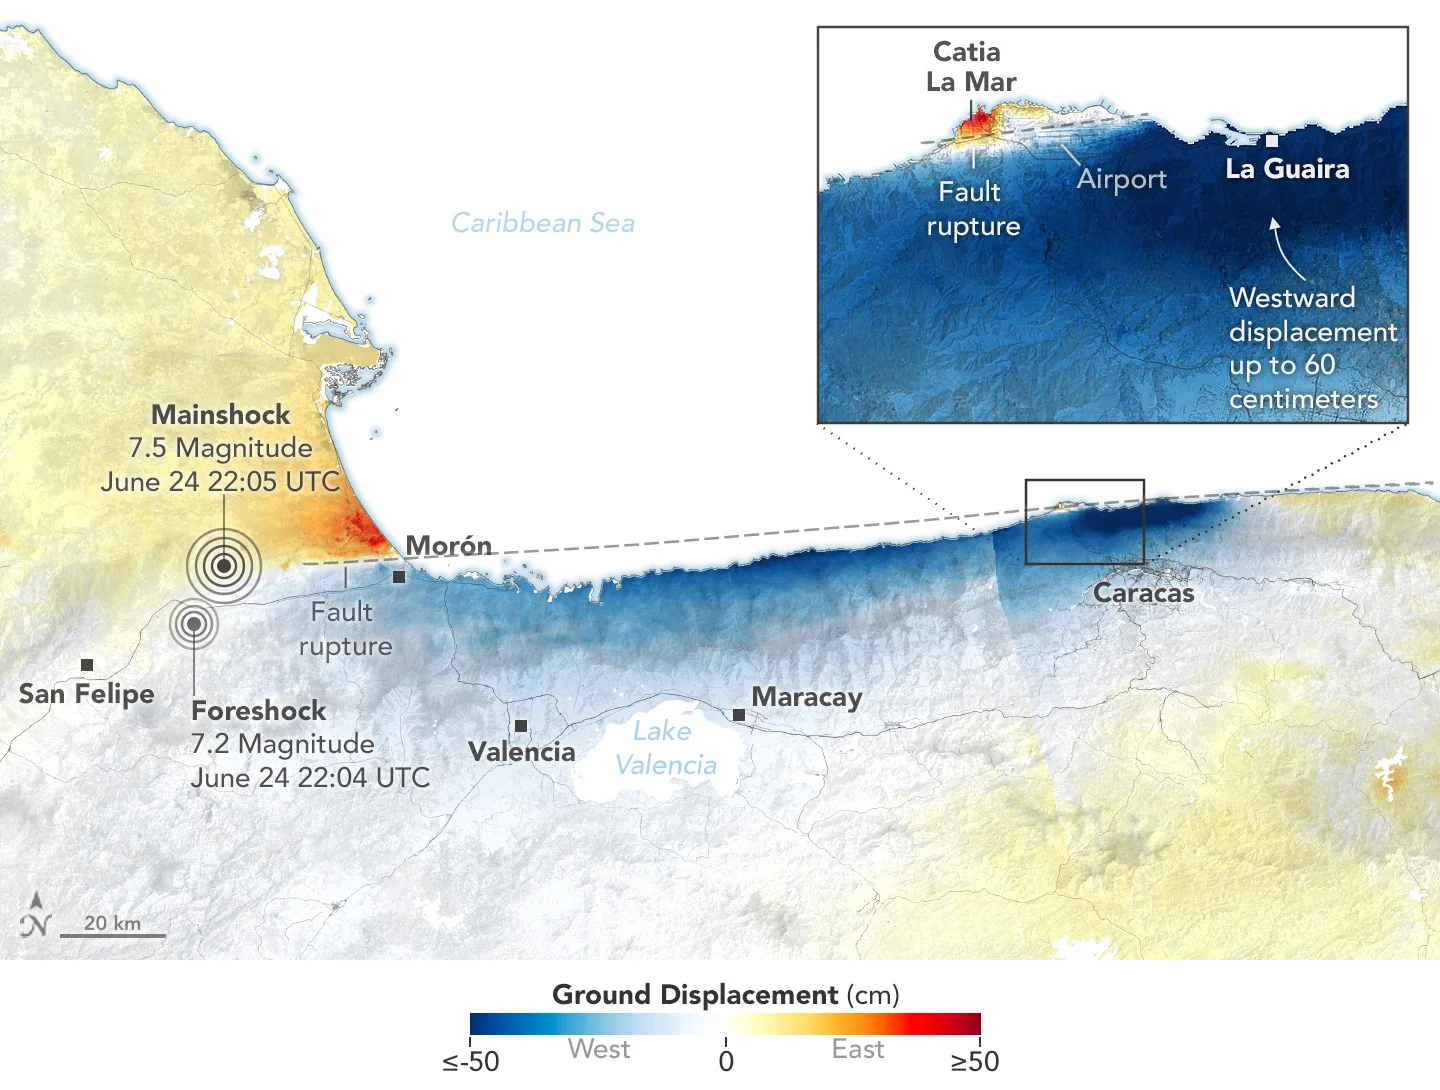 Catia
La Mar
Fault
rupture
Airport
La Guaira
Westward
displacement
up to 60
centimeters
Caribbean Sea
Mainshock
7.5 Magnitude
June 24 22:05 UTC
Morón
Fault
rupture
Caracas
San Felipe
Foreshock
7.2 Magnitude
June 24 22:04 UTC
Valencia
Lake
Valencia
Maracay
N
20 km
Ground Displacement (cm)
West
East
≤-50
0
≥50